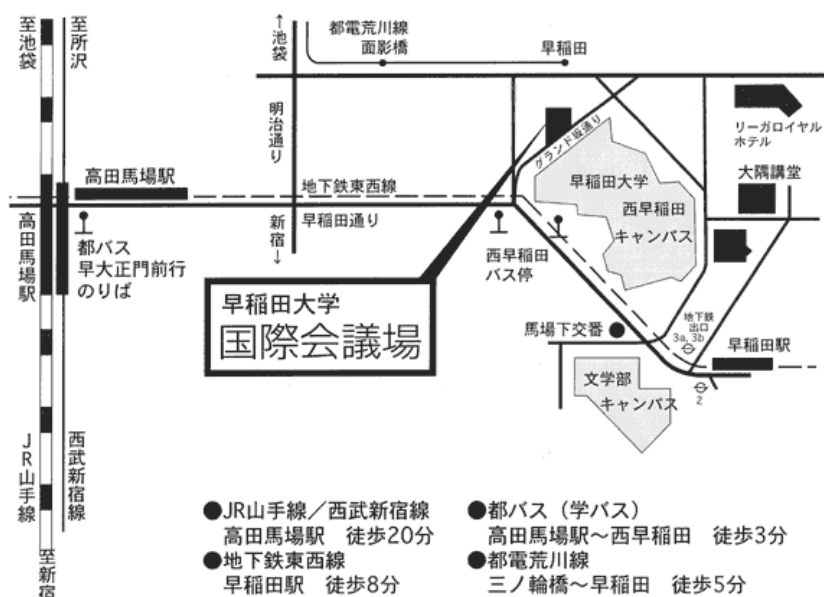 至池袋
至所沢
←池袋
都電荒川線
面影橋
早稲田
明治通り
グランド坂通り
リーガロイヤル
ホテル
高田馬場駅
地下鉄東西線
早稲田大学
西早稲田
キャンパス
大隈講堂
高田馬場駅
都バス
早大正門前行
のりば
新宿→
早稲田通り
西早稲田
バス停
早稲田大学
国際会議場
馬場下交番
地下鉄
出口
3a, 3b
早稲田駅
2
文学部
キャンパス
JR山手線
西武新宿線
至新宿
●JR山手線／西武新宿線
高田馬場駅 徒歩20分
●地下鉄東西線
早稲田駅 徒歩8分
●都バス（学バス）
高田馬場駅～西早稲田 徒歩3分
●都電荒川線
三ノ輪橋～早稲田 徒歩5分